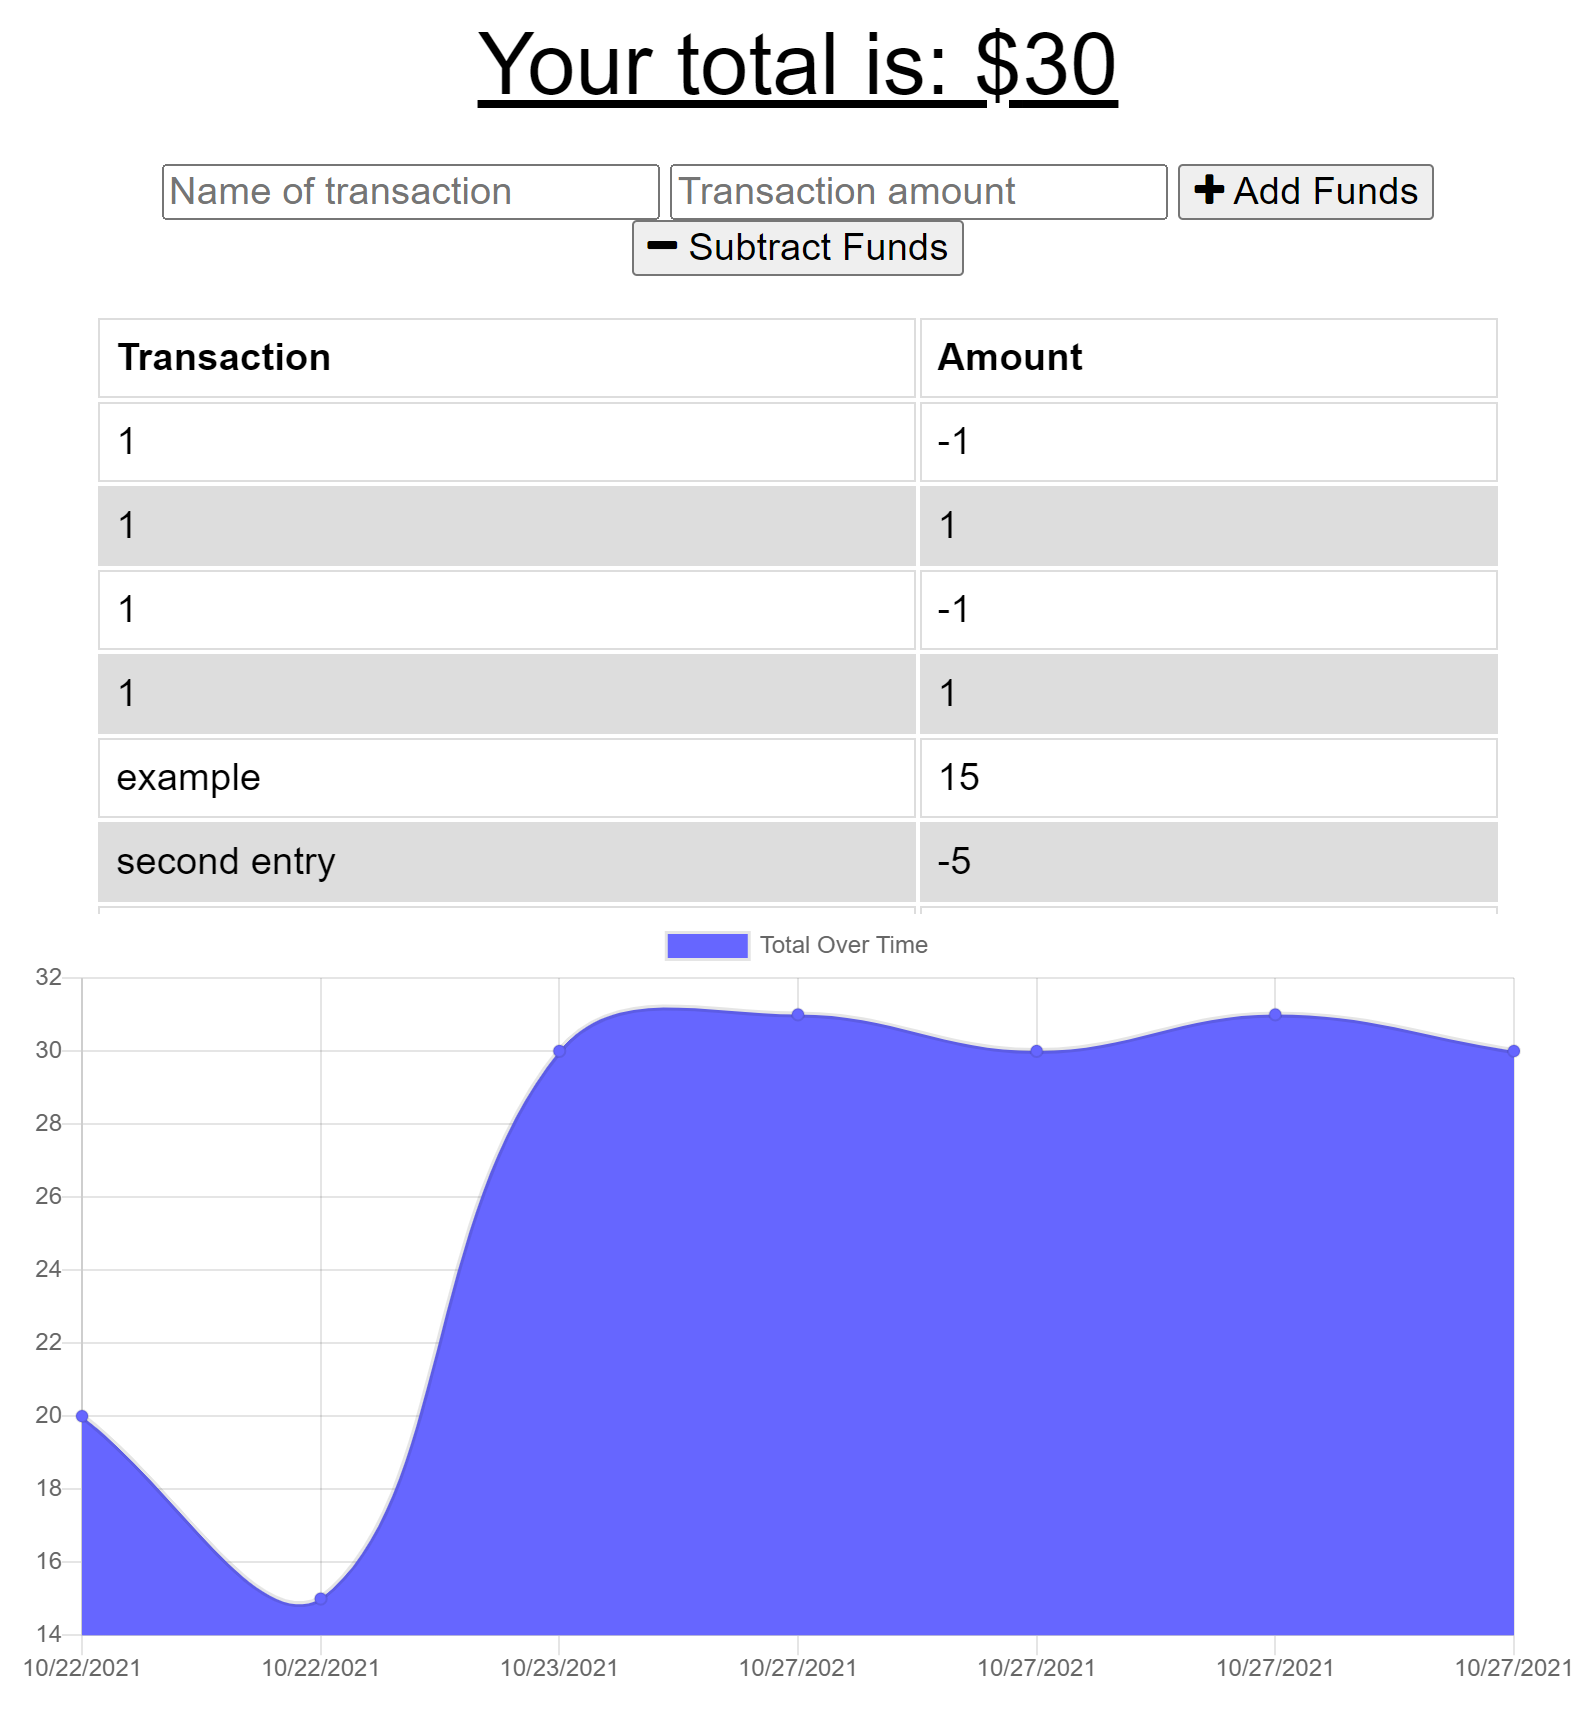 Your total is: $30
Name of transaction Transaction amount Add Funds
Subtract Funds
Transaction Amount
1 -1
1 1
1 -1
1 1
example 15
second entry -5
Total Over Time
32
30
28
26
24
22
20
18
16
14
10/22/2021 10/22/2021 10/23/2021 10/27/2021 10/27/2021 10/27/2021 10/27/2021